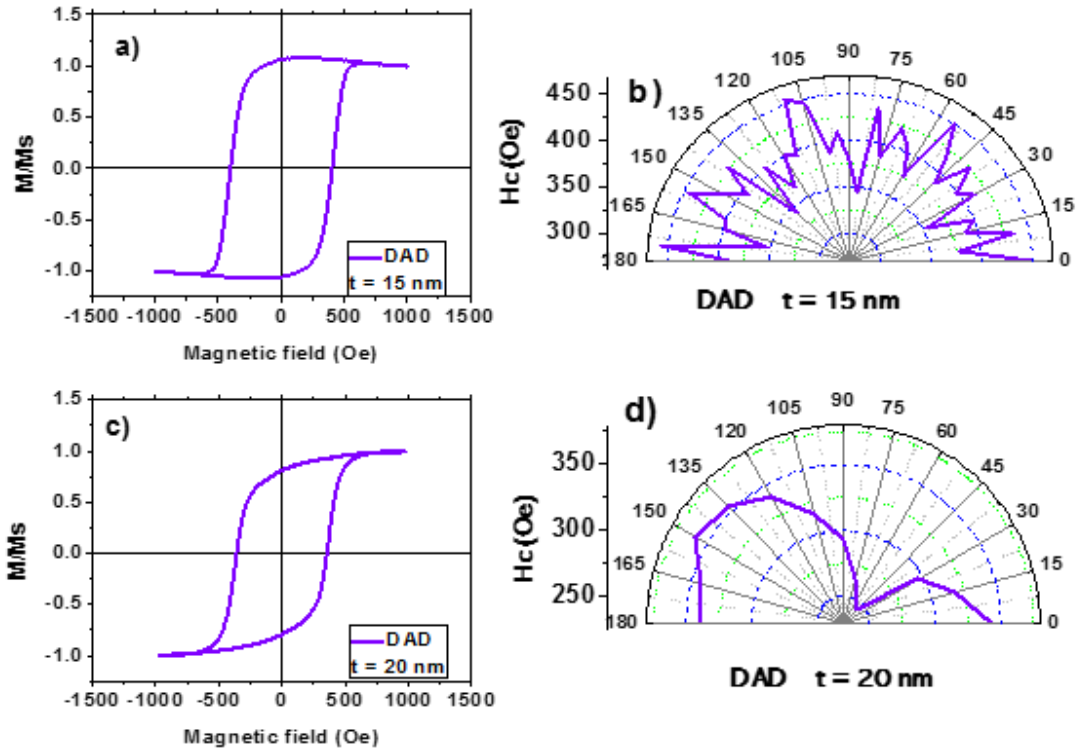 a)
M/Ms
1.5
1.0
0.5
0.0
-0.5
-1.0
DAD
t = 15 nm
-1500 -1000 -500 0 500 1000 1500
Magnetic field (Oe)
b)
Hc(Oe)
450
400
350
300
0
15
30
45
60
75
90
105
120
135
150
165
180
DAD t = 15 nm
c)
M/Ms
1.5
1.0
0.5
0.0
-0.5
-1.0
DAD
t = 20 nm
-1500 -1000 -500 0 500 1000 1500
Magnetic field (Oe)
d)
Hc(Oe)
350
300
250
0
15
30
45
60
75
90
105
120
135
150
165
180
DAD t = 20 nm